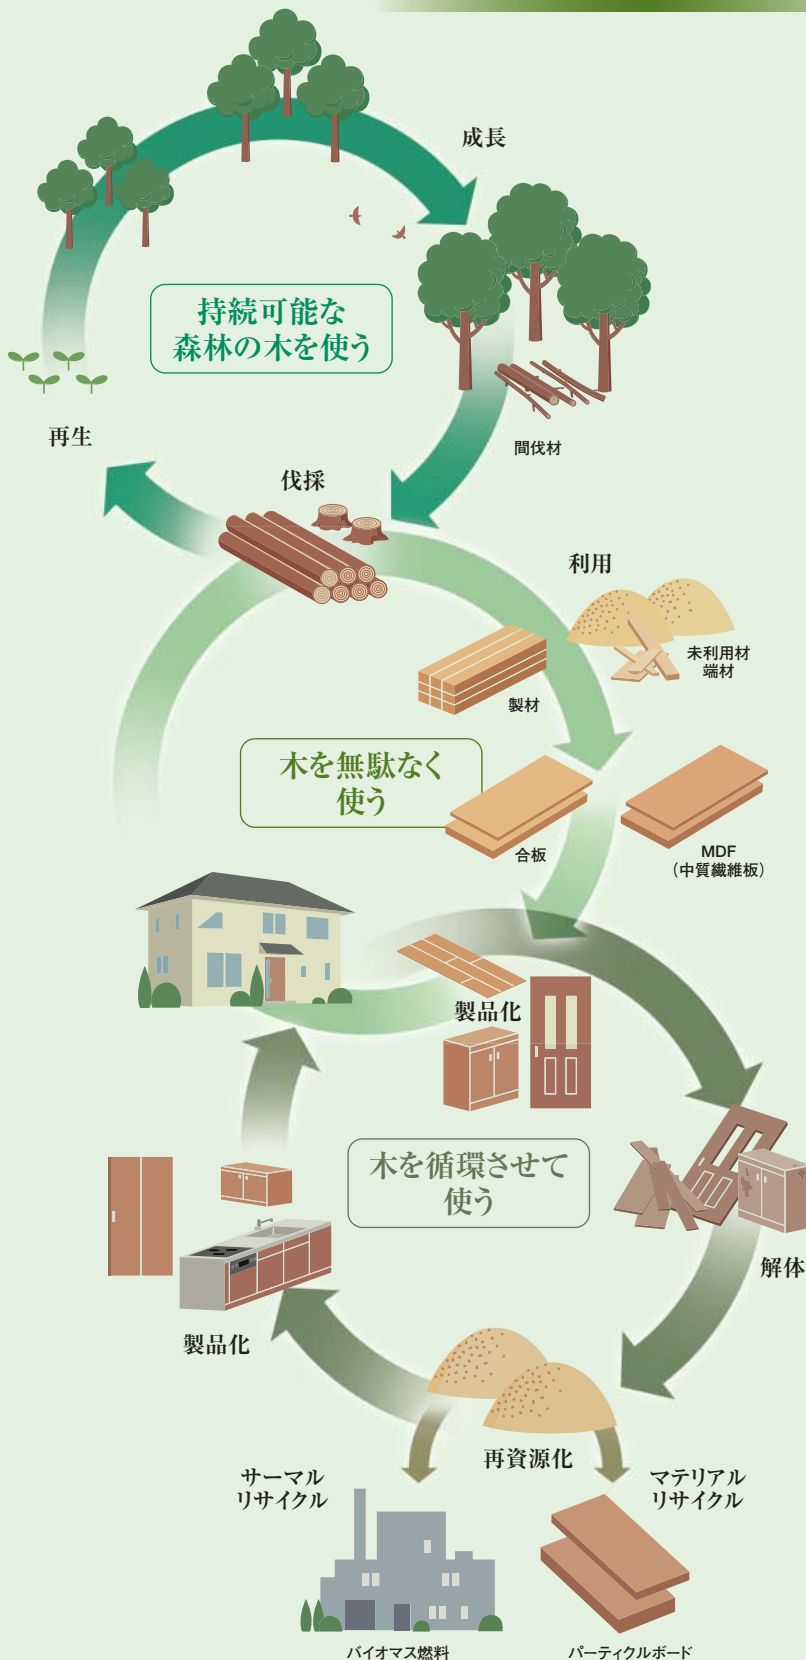 成長
持続可能な
森林の木を使う
再生
間伐材
伐採
利用
未利用材
端材
製材
木を無駄なく
使う
合板
MDF
（中質繊維板）
製品化
木を循環させて
使う
解体
製品化
再資源化
サーマル
リサイクル
マテリアル
リサイクル
バイオマス燃料
パーティクルボード